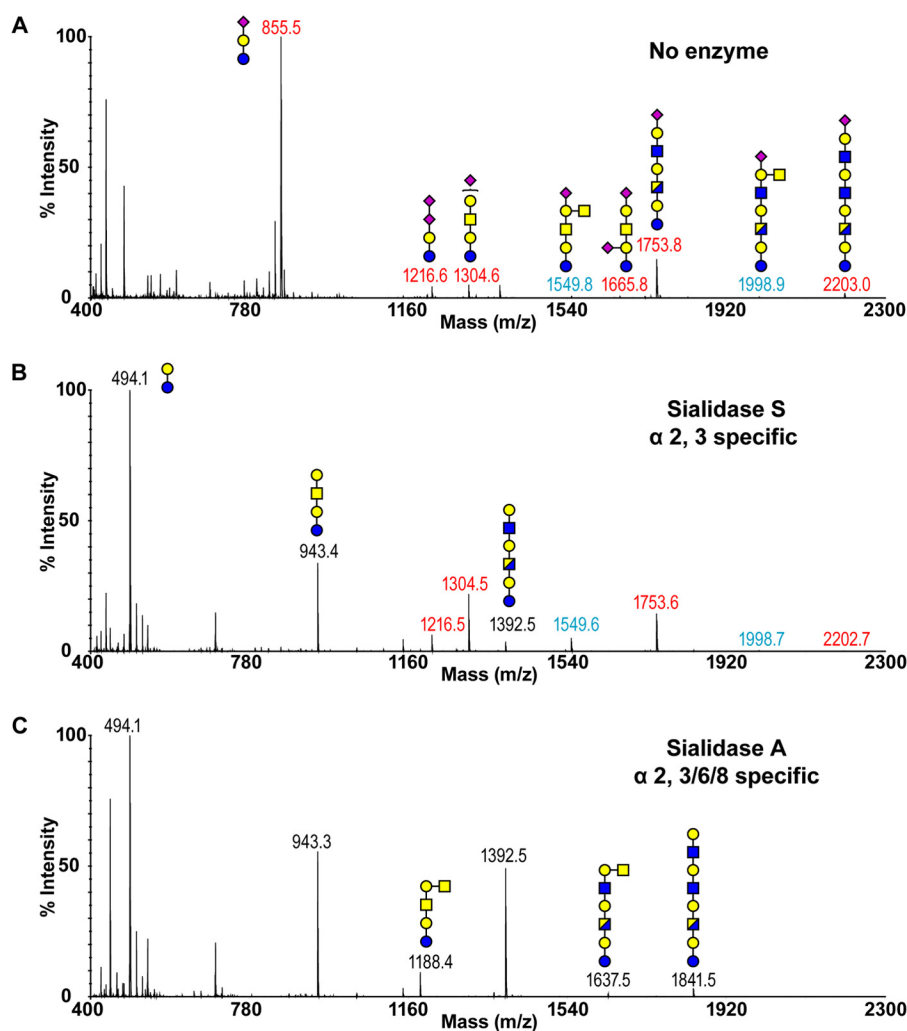 A
855.5
100
No enzyme
50
% Intensity
1753.8
1216.6 1304.6 1549.8 1665.8 1998.9 2203.0
0
400 780 1160 1540 1920 2300
Mass (m/z)
B
494.1
100
Sialidase S
α 2, 3 specific
50
% Intensity
943.4
1304.5
1753.6
1216.5 1392.5 1549.6 1998.7 2202.7
0
400 780 1160 1540 1920 2300
Mass (m/z)
C
494.1
100
Sialidase A
α 2, 3/6/8 specific
943.3
1392.5
50
% Intensity
1188.4
1637.5 1841.5
0
400 780 1160 1540 1920 2300
Mass (m/z)